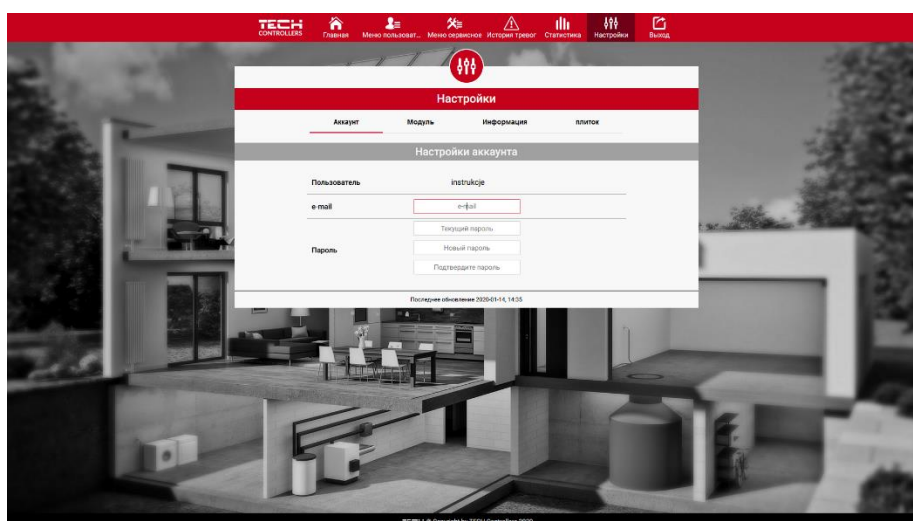 TECH
CONTROLLERS
Главная
Меню пользоват...
Меню сервисное
История тревог
Статистика
Настройки
Выход
Настройки
Аккаунт Модуль Информация плиток
Настройки аккаунта
Пользователь instrukcje
e-mail e-mail
Текущий пароль
Пароль Новый пароль
Подтвердите пароль
Последнее обновление 2020-01-14, 14:35